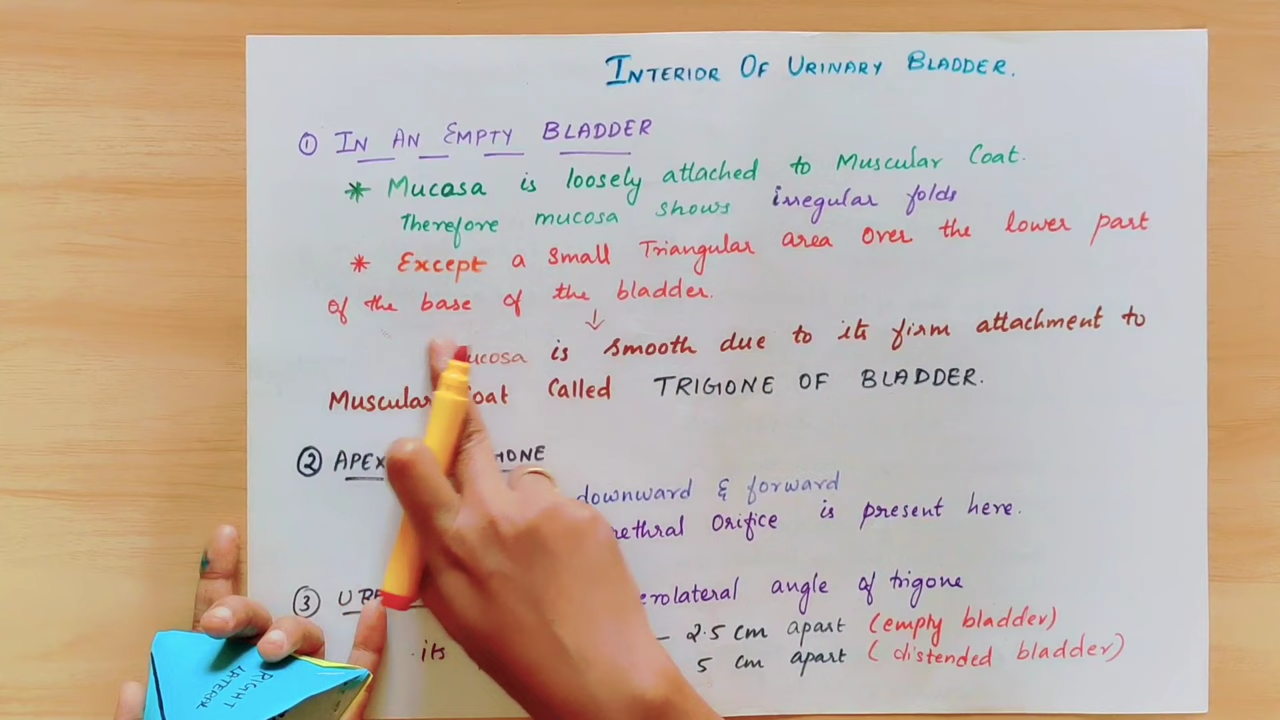 INTERIOR OF URINARY BLADDER.
① IN AN EMPTY BLADDER
* Mucosa is loosely attached to Muscular Coat.
Therefore mucosa shows irregular folds
* Except a small Triangular area over the lower part
of the base of the bladder.
↓
ucosa is smooth due to its firm attachment to
Muscular oat Called TRIGIONE OF BLADDER.
② APEX ONE
downward & forward
rethral Orifice is present here.
③ URE erolateral angle of trigone
its – 2.5 cm apart (empty bladder)
5 cm apart (distended bladder)
RIGHT
LATERAL